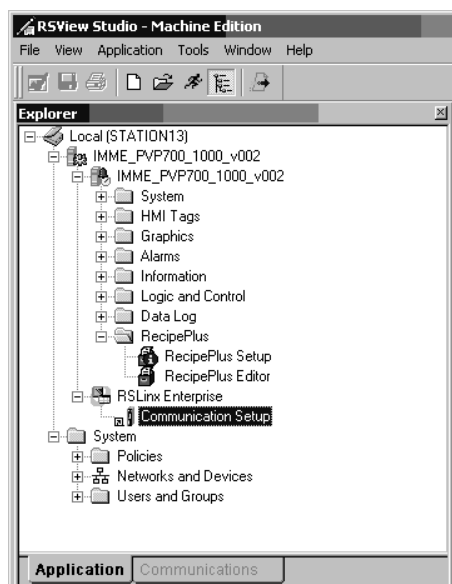 RSView Studio - Machine Edition
File View Application Tools Window Help
Explorer
Local (STATION13)
IMME_PVP700_1000_v002
IMME_PVP700_1000_v002
System
HMI Tags
Graphics
Alarms
Information
Logic and Control
Data Log
RecipePlus
RecipePlus Setup
RecipePlus Editor
RSLinx Enterprise
Communication Setup
System
Policies
Networks and Devices
Users and Groups
Application Communications